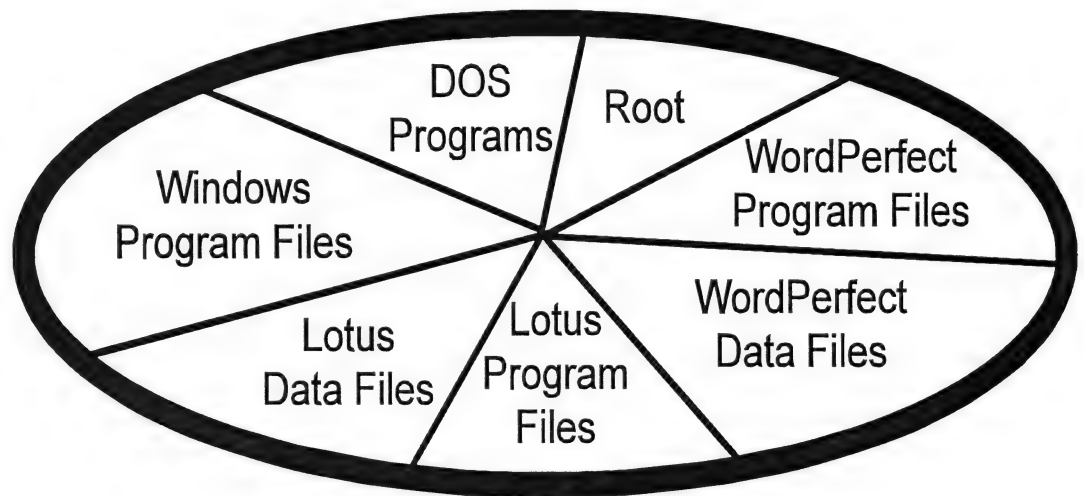 DOS
Programs
Root
WordPerfect
Program Files
WordPerfect
Data Files
Lotus
Program
Files
Lotus
Data Files
Windows
Program Files